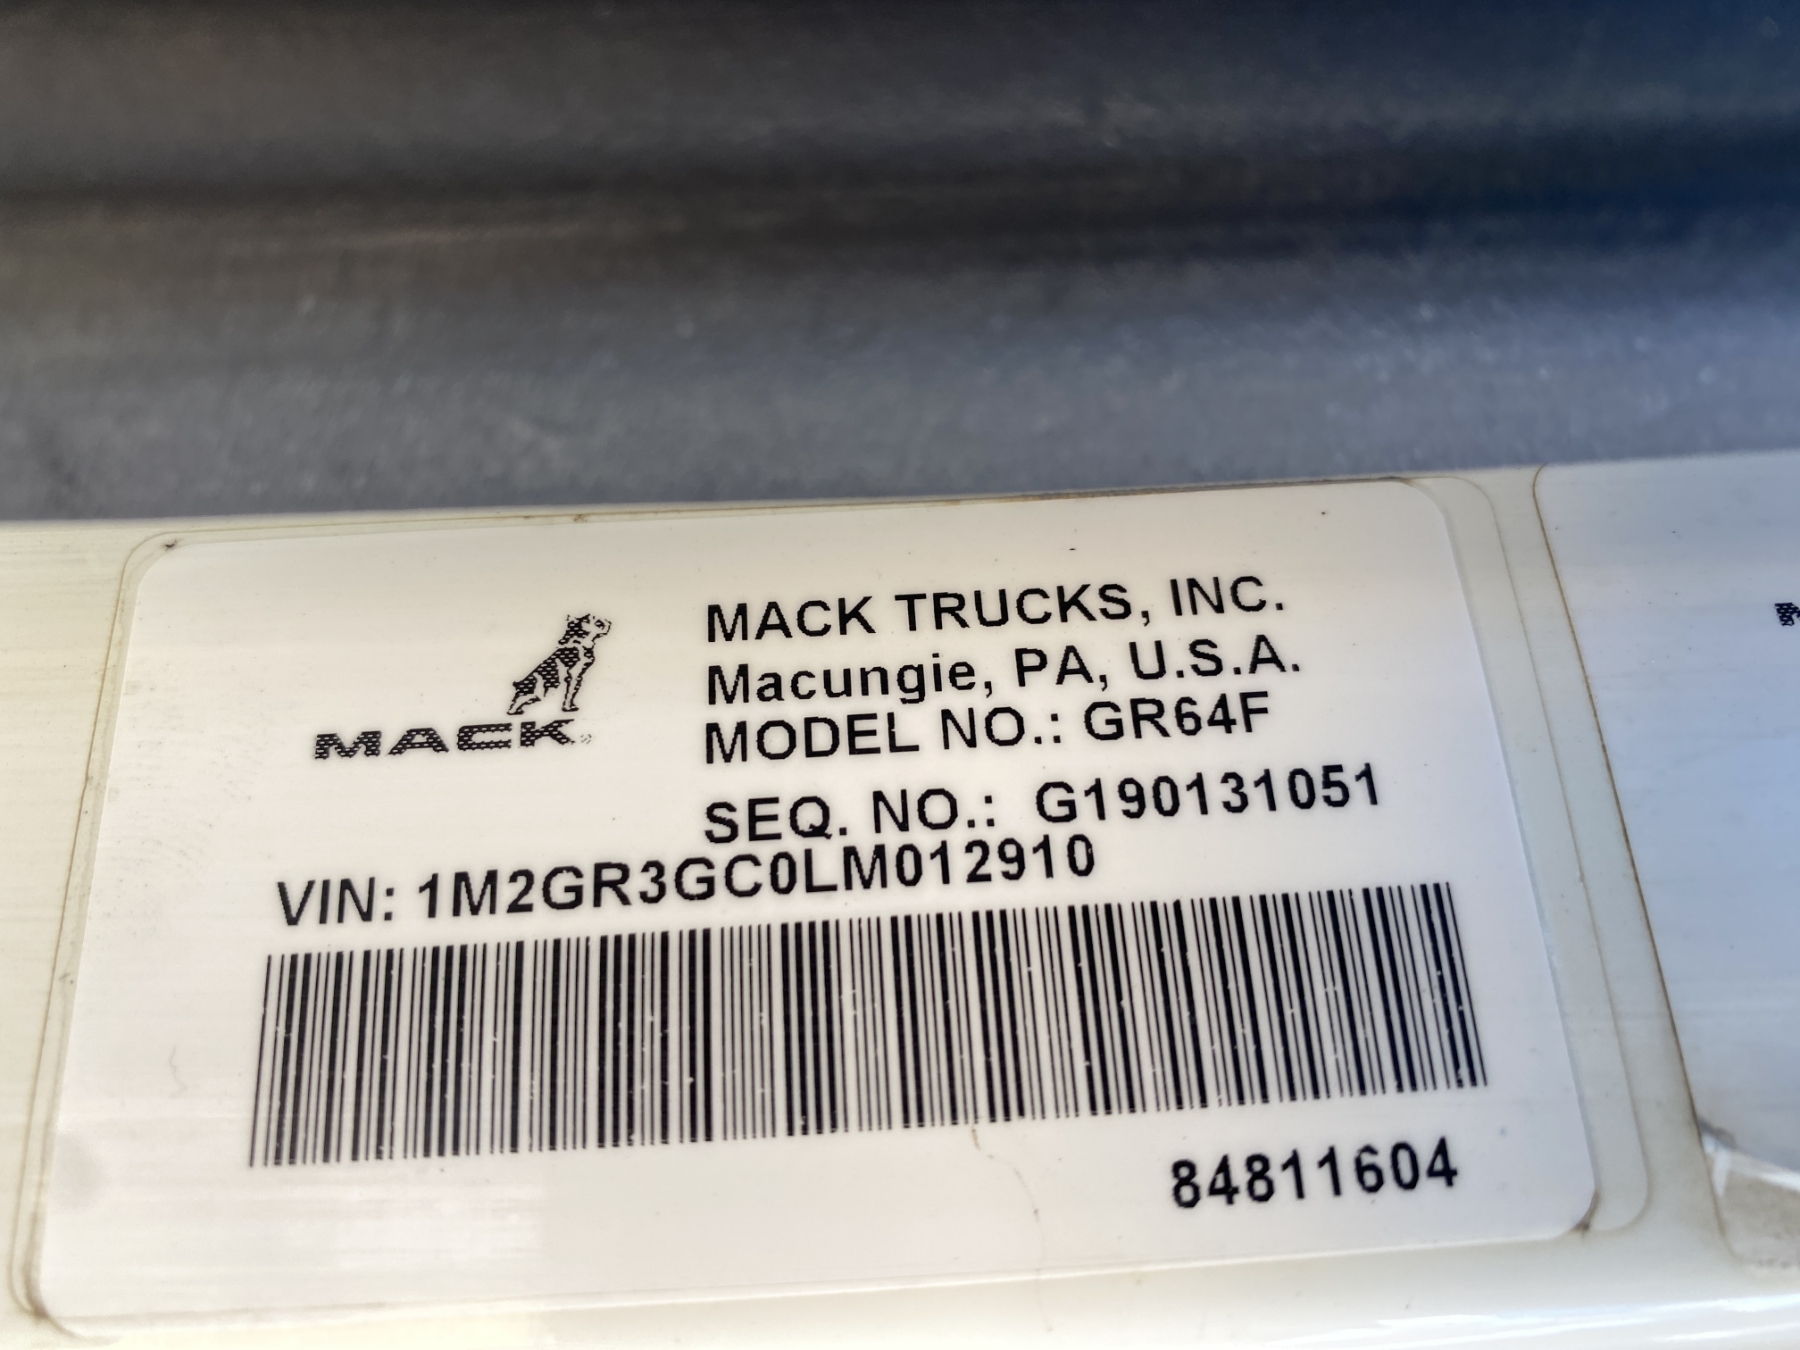 MACK TRUCKS, INC.
Macungie, PA, U.S.A.
MACK®
MODEL NO.: GR64F
SEQ. NO.: G190131051
VIN: 1M2GR3GC0LM012910
84811604